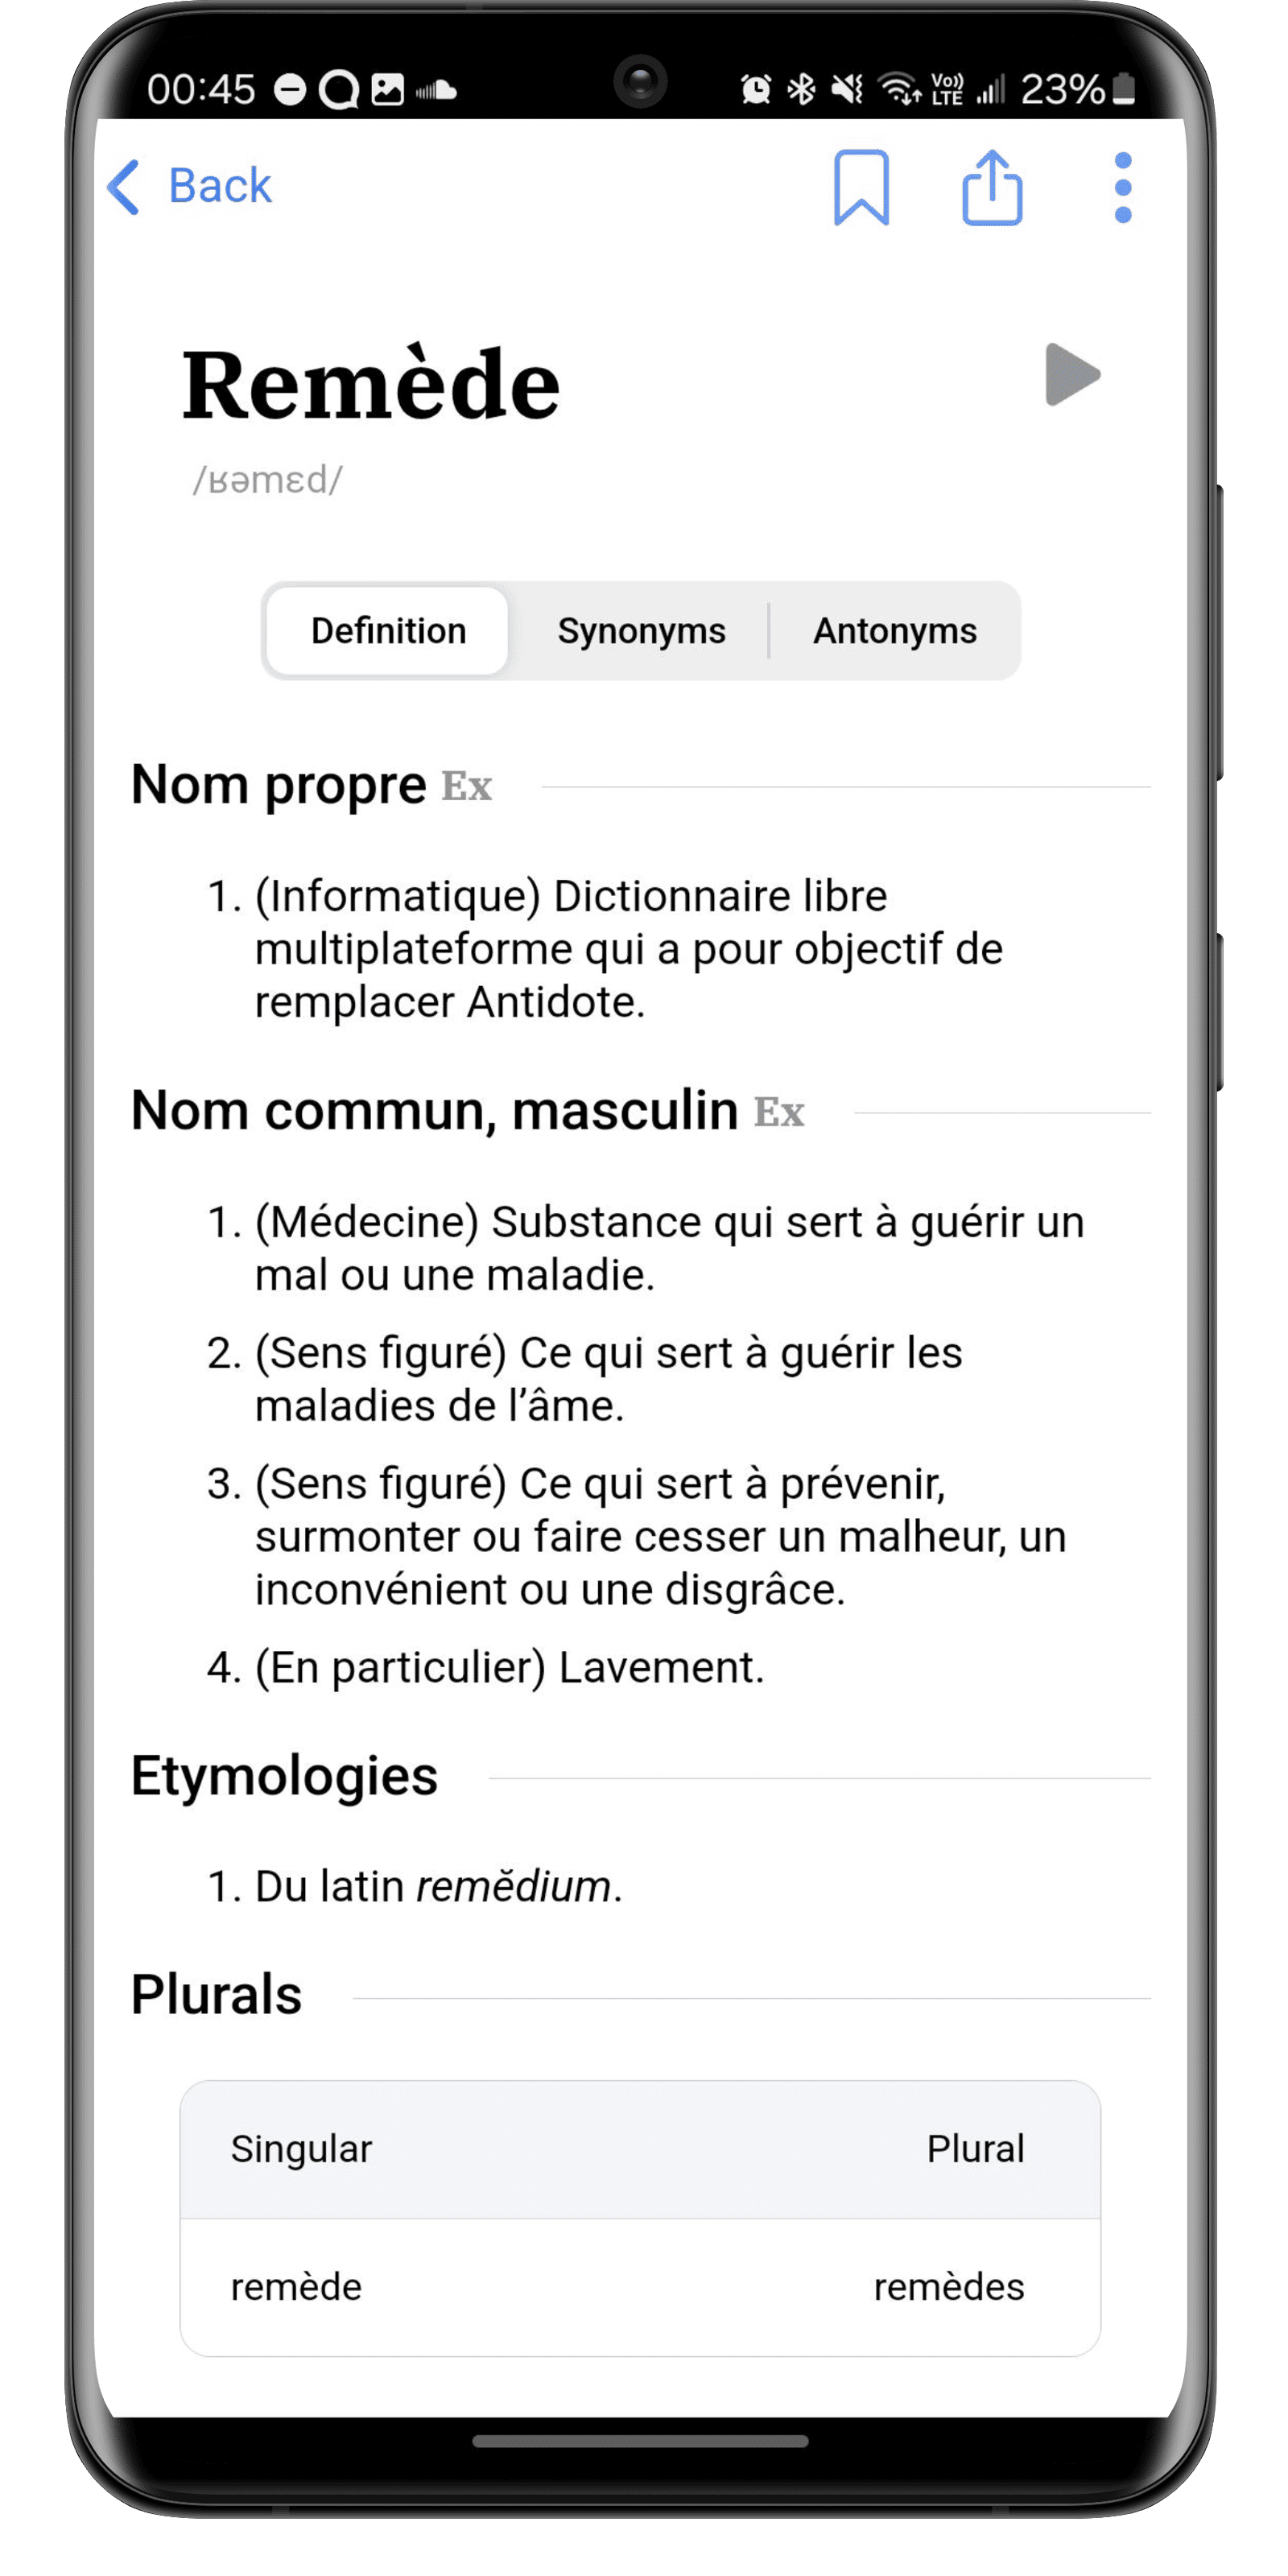 00:45
Vo)) LTE 23%
Back
Remède
/ʁəmɛd/
Definition Synonyms Antonyms
Nom propre Ex
1. (Informatique) Dictionnaire libre
multiplateforme qui a pour objectif de
remplacer Antidote.
Nom commun, masculin Ex
1. (Médecine) Substance qui sert à guérir un
mal ou une maladie.
2. (Sens figuré) Ce qui sert à guérir les
maladies de l’âme.
3. (Sens figuré) Ce qui sert à prévenir,
surmonter ou faire cesser un malheur, un
inconvénient ou une disgrâce.
4. (En particulier) Lavement.
Etymologies
1. Du latin remĕdium.
Plurals
Singular Plural
remède remèdes